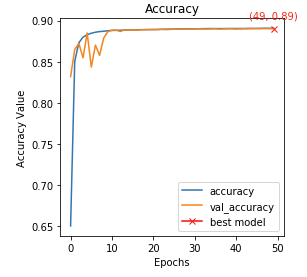 Accuracy
(49, 0.89)
0.90
0.85
0.80
0.75
0.70
0.65
Accuracy Value
0 10 20 30 40 50
Epochs
accuracy
val_accuracy
best model